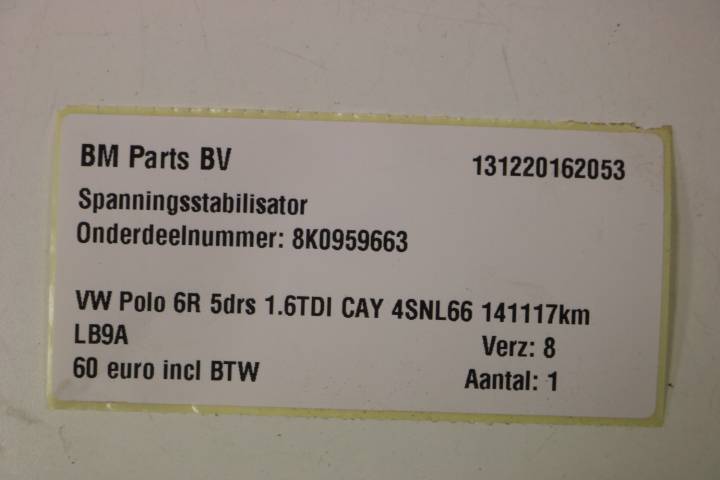 BM Parts BV 131220162053
Spanningsstabilisator
Onderdeelnummer: 8K0959663
VW Polo 6R 5drs 1.6TDI CAY 4SNL66 141117km
LB9A Verz: 8
60 euro incl BTW Aantal: 1